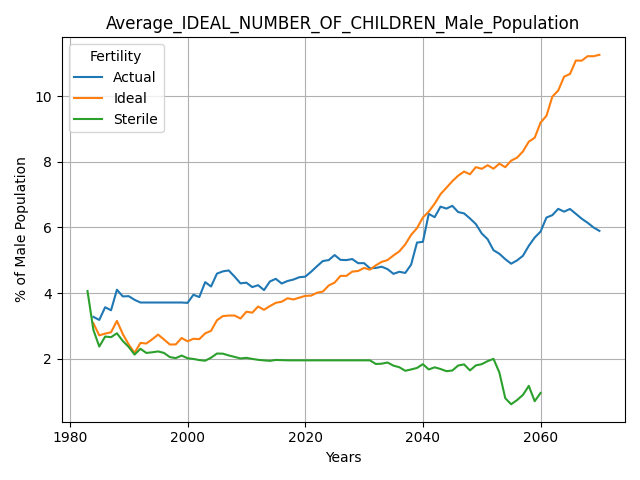 Average_IDEAL_NUMBER_OF_CHILDREN_Male_Population
Fertility
Actual
Ideal
Sterile
% of Male Population
10
8
6
4
2
1980
2000
2020
2040
2060
Years